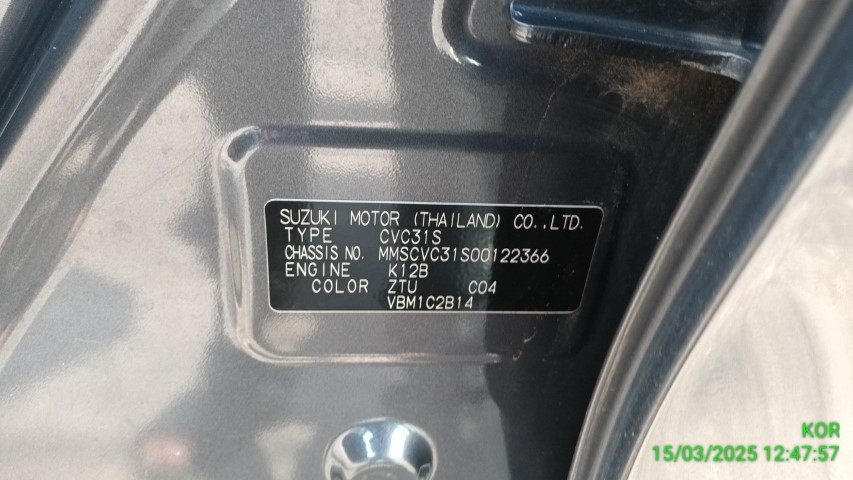 SUZUKI MOTOR (THAILAND) CO.,LTD.
TYPE CVC31S
CHASSIS NO. MMSCVC31S00122366
ENGINE K12B
COLOR ZTU C04
VBM1C2B14
KOR
15/03/2025 12:47:57